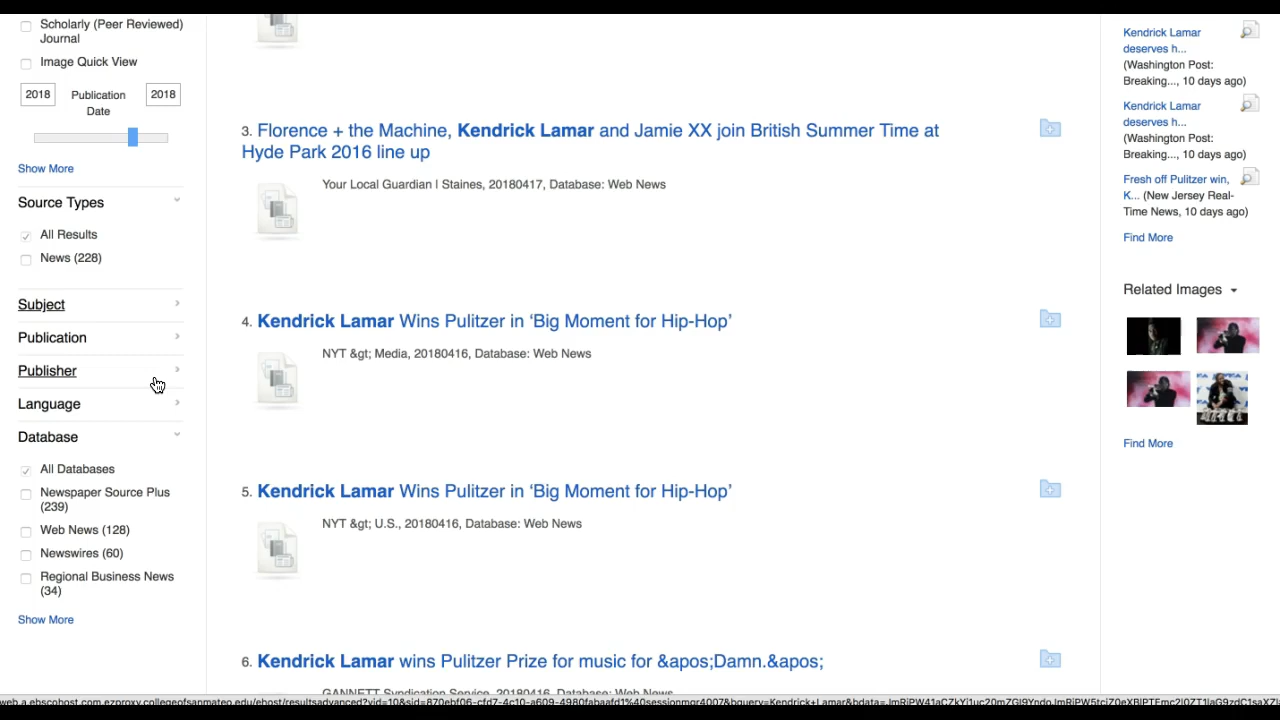 Scholarly (Peer Reviewed)
Journal
Image Quick View
2018 Publication 2018
Date
Show More
Source Types
All Results
News (228)
Subject
Publication
Publisher
Language
Database
All Databases
Newspaper Source Plus
(239)
Web News (128)
Newswires (60)
Regional Business News
(34)
Show More
3. Florence + the Machine, Kendrick Lamar and Jamie XX join British Summer Time at
Hyde Park 2016 line up
Your Local Guardian | Staines, 20180417, Database: Web News
4. Kendrick Lamar Wins Pulitzer in ‘Big Moment for Hip-Hop’
NYT &gt; Media, 20180416, Database: Web News
5. Kendrick Lamar Wins Pulitzer in ‘Big Moment for Hip-Hop’
NYT &gt; U.S., 20180416, Database: Web News
6. Kendrick Lamar wins Pulitzer Prize for music for &apos;Damn.&apos;
GANNETT Syndication Service, 20180416, Database: Web News
Kendrick Lamar
deserves h...
(Washington Post:
Breaking..., 10 days ago)
Kendrick Lamar
deserves h...
(Washington Post:
Breaking..., 10 days ago)
Fresh off Pulitzer win,
K... (New Jersey Real-
Time News, 10 days ago)
Find More
Related Images
Find More